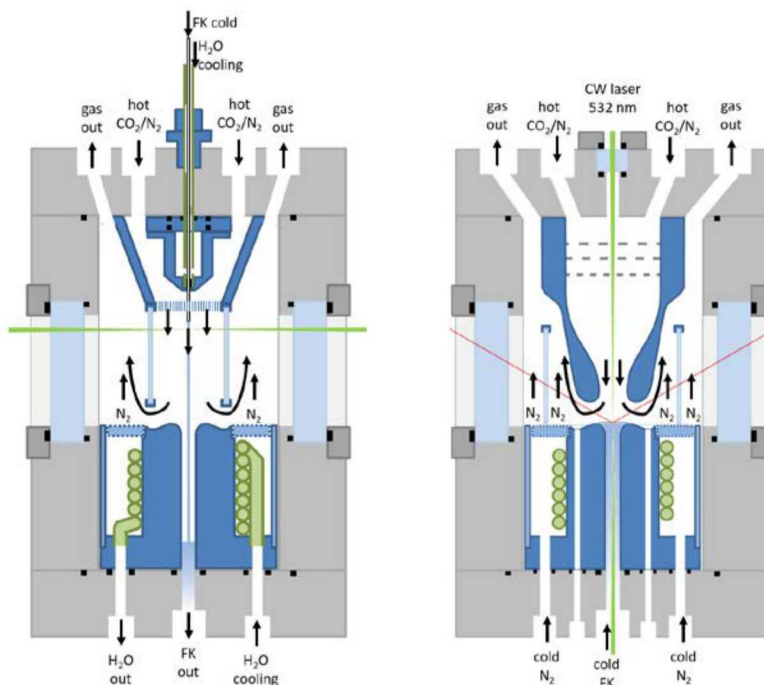 FK cold
H₂O
cooling
gas
out
hot
CO₂/N₂
hot
CO₂/N₂
gas
out
N₂
N₂
H₂O
out
FK
out
H₂O
cooling
CW laser
532 nm
gas
out
hot
CO₂/N₂
hot
CO₂/N₂
gas
out
N₂
N₂
N₂
N₂
cold
N₂
cold
FK
cold
N₂